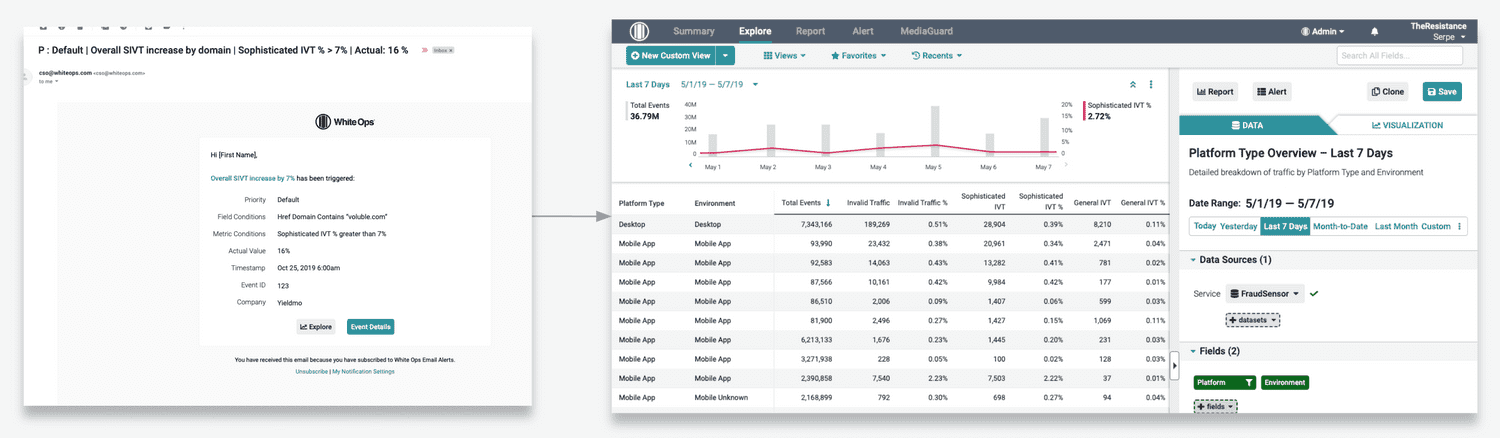 P : Default | Overall SIVT increase by domain | Sophisticated IVT % > 7% | Actual: 16 %
Inbox x
cso@whiteops.com <cso@whiteops.com>
to me
White Ops
Hi [First Name],
Overall SIVT increase by 7% has been triggered:
Priority Default
Field Conditions Href Domain Contains "voluble.com"
Metric Conditions Sophisticated IVT % greater than 7%
Actual Value 16%
Timestamp Oct 25, 2019 6:00am
Event ID 123
Company Yieldmo
Explore Event Details
You have received this email because you have subscribed to White Ops Email Alerts.
Unsubscribe | My Notification Settings
Summary Explore Report Alert MediaGuard
Admin
TheResistance
Serpe
New Custom View Views Favorites Recents
Search All Fields...
Last 7 Days 5/1/19 — 5/7/19
Total Events
36.79M
40M
30M
20M
10M
0
20%
15%
10%
5%
0
Sophisticated IVT %
2.72%
May 1 May 2 May 3 May 4 May 5 May 6 May 7
Platform Type Environment Total Events Invalid Traffic Invalid Traffic % Sophisticated IVT Sophisticated IVT % General IVT General IVT %
Desktop Desktop 7,343,166 189,269 0.51% 28,904 0.39% 8,210 0.11%
Mobile App Mobile App 93,990 23,432 0.38% 20,961 0.34% 2,471 0.04%
Mobile App Mobile App 92,583 14,063 0.43% 13,282 0.41% 781 0.02%
Mobile App Mobile App 87,566 10,161 0.42% 9,984 0.42% 177 0.01%
Mobile App Mobile App 86,510 2,006 0.09% 1,407 0.06% 599 0.03%
Mobile App Mobile App 81,900 2,496 0.27% 1,427 0.15% 1,069 0.11%
Mobile App Mobile App 6,213,133 1,676 0.23% 1,445 0.20% 231 0.03%
Mobile App Mobile App 3,271,938 228 0.05% 100 0.02% 128 0.03%
Mobile App Mobile App 2,390,858 7,540 2.23% 7,503 2.22% 37 0.01%
Mobile App Mobile Unknown 2,168,899 792 0.30% 698 0.27% 94 0.04%
Report Alert Clone Save
DATA VISUALIZATION
Platform Type Overview – Last 7 Days
Detailed breakdown of traffic by Platform Type and Environment
Date Range: 5/1/19 — 5/7/19
Today Yesterday Last 7 Days Month-to-Date Last Month Custom
Data Sources (1)
Service FraudSensor
+ datasets
Fields (2)
Platform Environment
+ fields